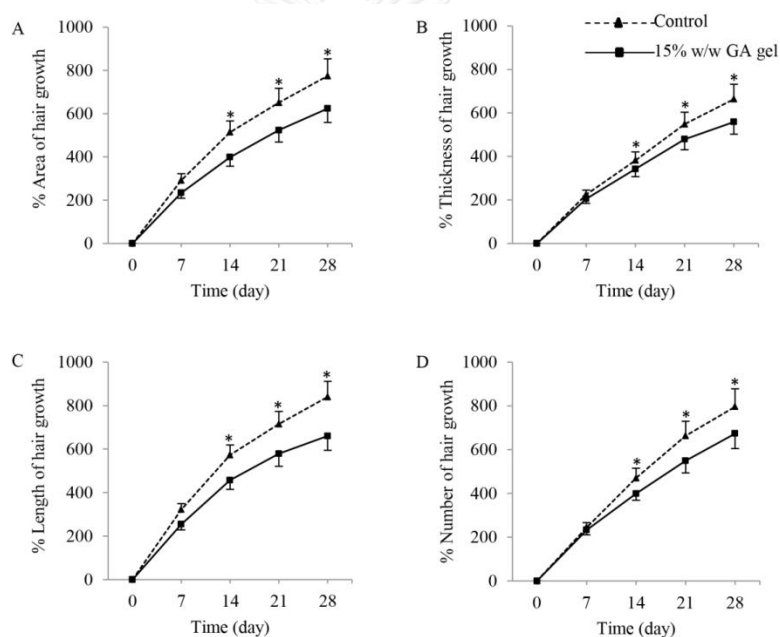 A
1000
800
600
400
200
0
* * *
% Area of hair growth
0 7 14 21 28
Time (day)
B
1000
800
600
400
200
0
* * *
% Thickness of hair growth
0 7 14 21 28
Time (day)
Control
15% w/w GA gel
C
1000
800
600
400
200
0
* * *
% Length of hair growth
0 7 14 21 28
Time (day)
D
1000
800
600
400
200
0
* * *
% Number of hair growth
0 7 14 21 28
Time (day)